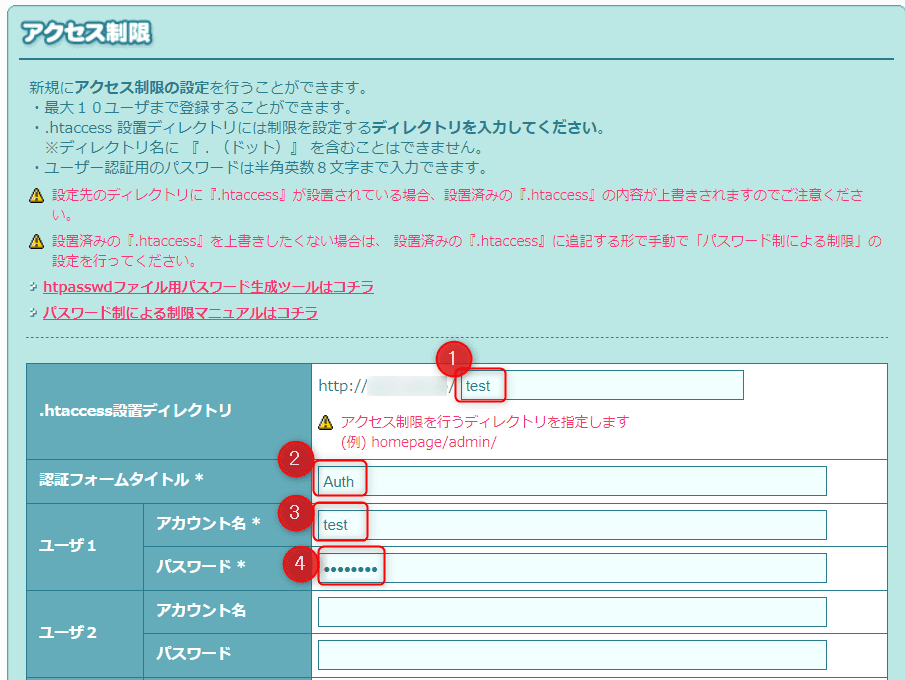 アクセス制限
新規にアクセス制限の設定を行うことができます。
・最大１０ユーザまで登録することができます。
・.htaccess 設置ディレクトリには制限を設定するディレクトリを入力してください。
※ディレクトリ名に 『 . （ドット）』 を含むことはできません。
・ユーザー認証用のパスワードは半角英数８文字まで入力できます。
設定先のディレクトリに『.htaccess』が設置されている場合、設置済みの『.htaccess』の内容が上書きされますのでご注意くださ
い。
設置済みの『.htaccess』を上書きしたくない場合は、 設置済みの『.htaccess』に追記する形で手動で「パスワード制による制限」の
設定を行ってください。
htpasswdファイル用パスワード生成ツールはコチラ
パスワード制による制限マニュアルはコチラ
1
.htaccess設置ディレクトリ
http:// / test
アクセス制限を行うディレクトリを指定します
(例) homepage/admin/
2
認証フォームタイトル *
Auth
ユーザ１
3
アカウント名 *
test
4
パスワード *
••••••••
ユーザ２
アカウント名
パスワード